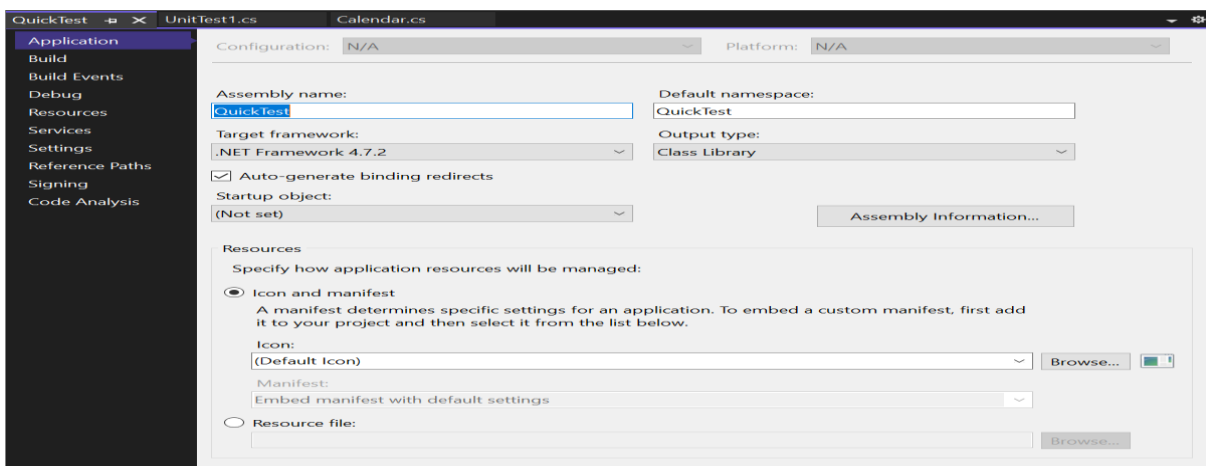 QuickTest UnitTest1.cs Calendar.cs
Application
Build
Build Events
Debug
Resources
Services
Settings
Reference Paths
Signing
Code Analysis
Configuration: N/A Platform: N/A
Assembly name: Default namespace:
QuickTest QuickTest
Target framework: Output type:
.NET Framework 4.7.2 Class Library
Auto-generate binding redirects
Startup object:
(Not set) Assembly Information...
Resources
Specify how application resources will be managed:
Icon and manifest
A manifest determines specific settings for an application. To embed a custom manifest, first add
it to your project and then select it from the list below.
Icon:
(Default Icon) Browse...
Manifest:
Embed manifest with default settings
Resource file:
Browse...